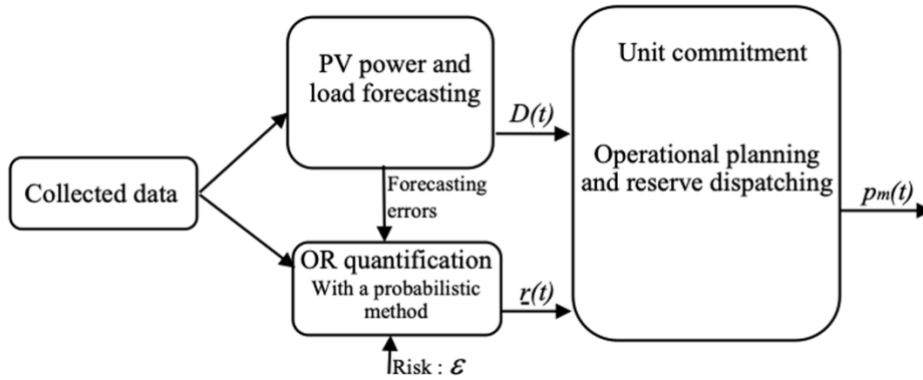 PV power and
load forecasting
Unit commitment
D(t)
Operational planning
and reserve dispatching
Collected data
Forecasting
errors
pm(t)
OR quantification
With a probabilistic
method
r(t)
Risk : ε